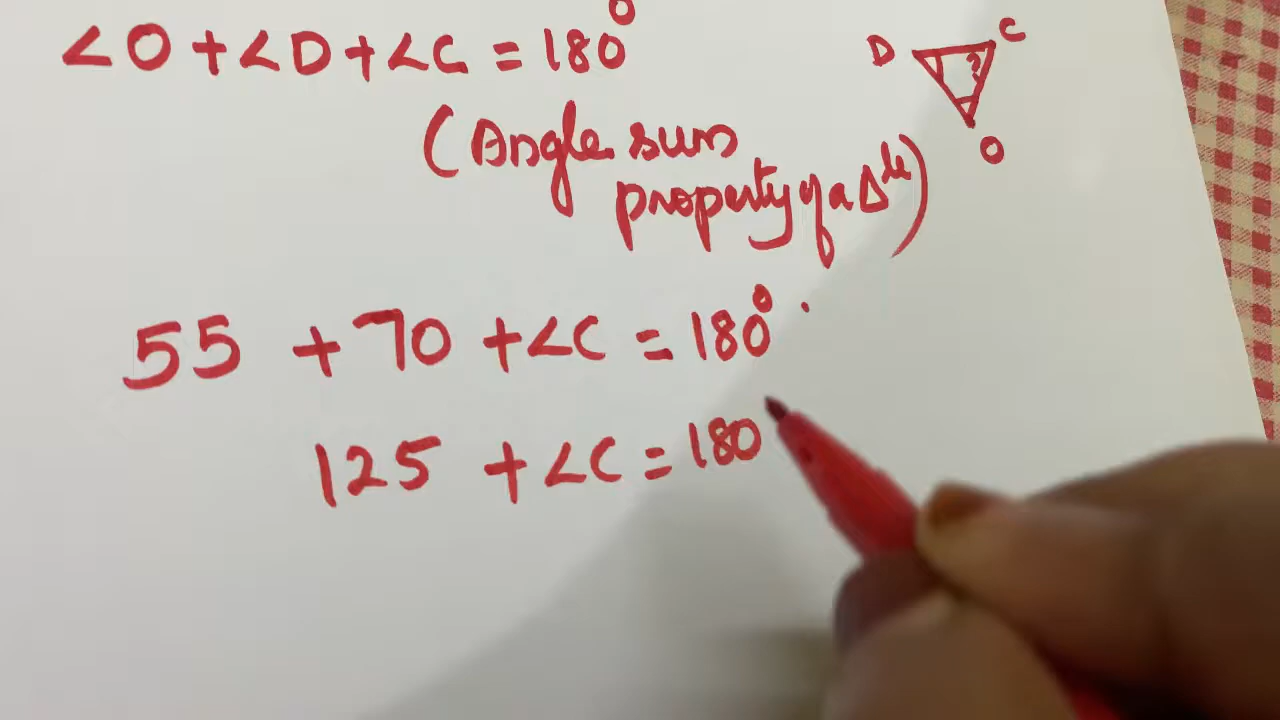 ∠O + ∠D + ∠C = 180°
D C
O
(Angle sum
property of a Δle)
55 + 70 + ∠C = 180°
125 + ∠C = 180